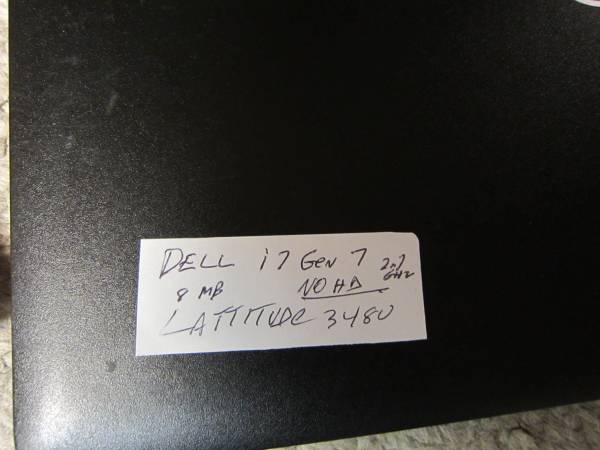 DELL i7 Gen 7 2.7 GHz
8 MB NO HD
LATTITUDE 3480